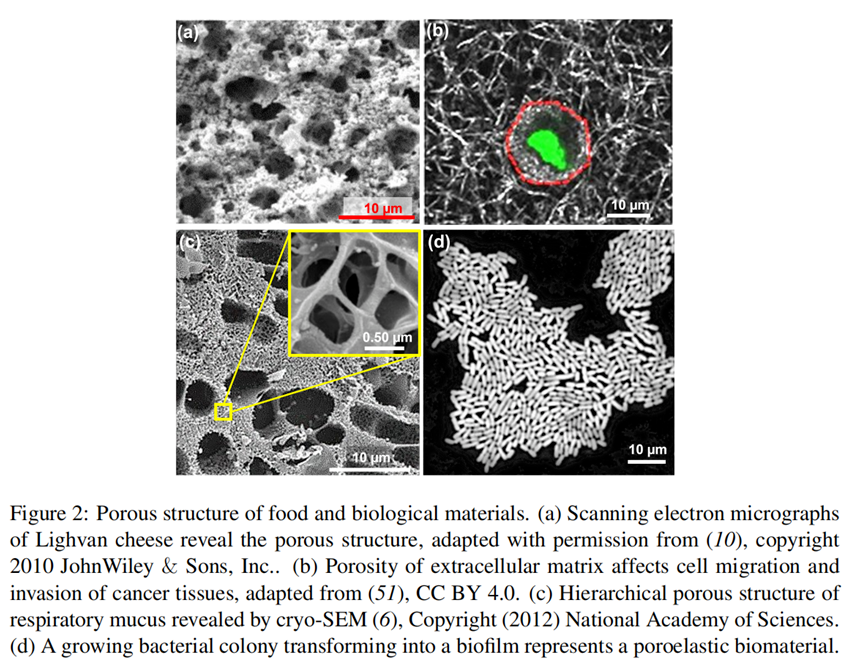 (a)
(b)
10 μm
10 μm
(c)
(d)
0.50 μm
10 μm
10 μm
Figure 2: Porous structure of food and biological materials. (a) Scanning electron micrographs
of Lighvan cheese reveal the porous structure, adapted with permission from (10), copyright
2010 JohnWiley & Sons, Inc.. (b) Porosity of extracellular matrix affects cell migration and
invasion of cancer tissues, adapted from (51), CC BY 4.0. (c) Hierarchical porous structure of
respiratory mucus revealed by cryo-SEM (6), Copyright (2012) National Academy of Sciences.
(d) A growing bacterial colony transforming into a biofilm represents a poroelastic biomaterial.